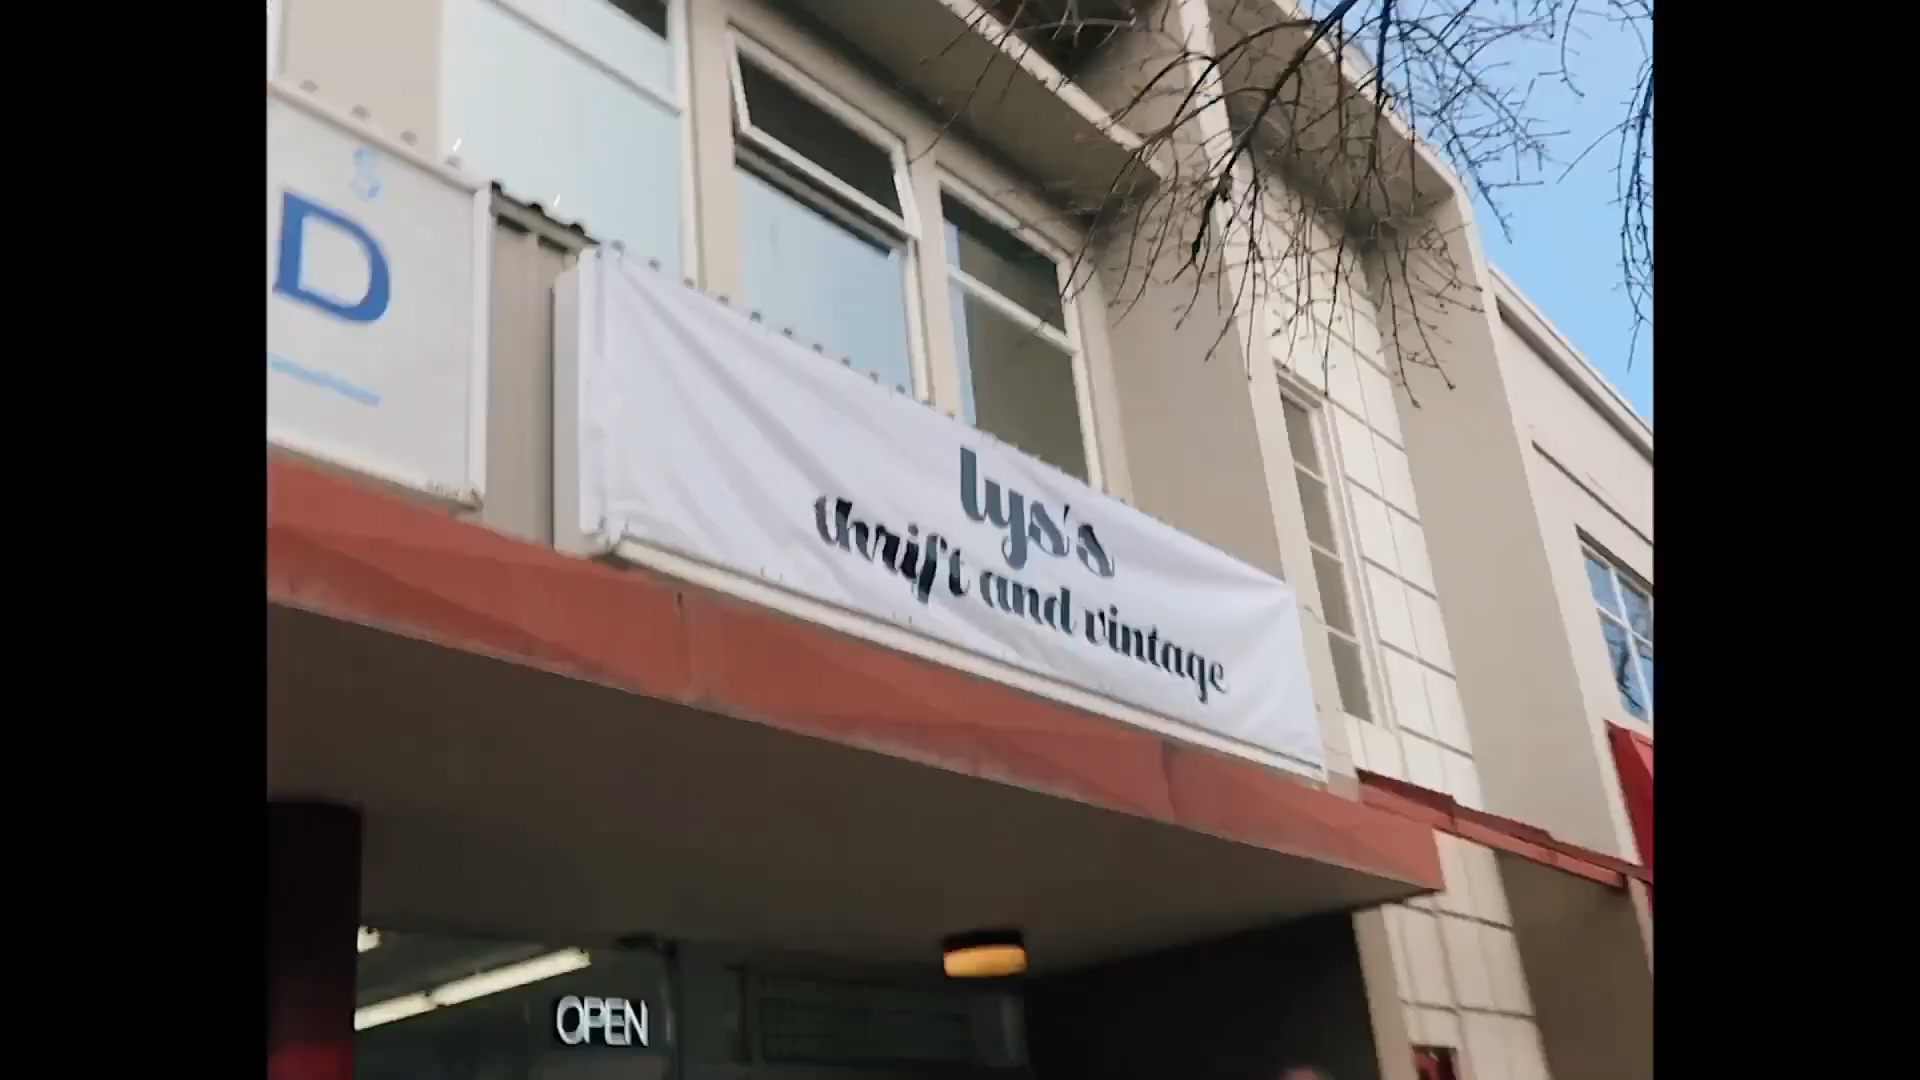 S
D
lys's
thrift and vintage
OPEN